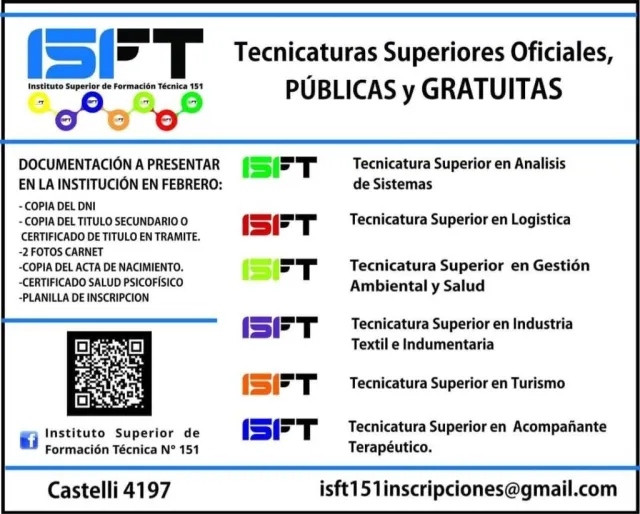 ISFT
Instituto Superior de Formación Técnica 151
Tecnicaturas Superiores Oficiales,
PÚBLICAS y GRATUITAS
DOCUMENTACIÓN A PRESENTAR
EN LA INSTITUCIÓN EN FEBRERO:
- COPIA DEL DNI
- COPIA DEL TITULO SECUNDARIO O
CERTIFICADO DE TITULO EN TRAMITE.
-2 FOTOS CARNET
-COPIA DEL ACTA DE NACIMIENTO.
-CERTIFICADO SALUD PSICOFÍSICO
-PLANILLA DE INSCRIPCION
Instituto Superior de
Formación Técnica N° 151
ISFT
Tecnicatura Superior en Analisis
de Sistemas
ISFT
Tecnicatura Superior en Logistica
ISFT
Tecnicatura Superior en Gestión
Ambiental y Salud
ISFT
Tecnicatura Superior en Industria
Textil e Indumentaria
ISFT
Tecnicatura Superior en Turismo
ISFT
Tecnicatura Superior en Acompañante
Terapéutico.
Castelli 4197
isft151inscripciones@gmail.com